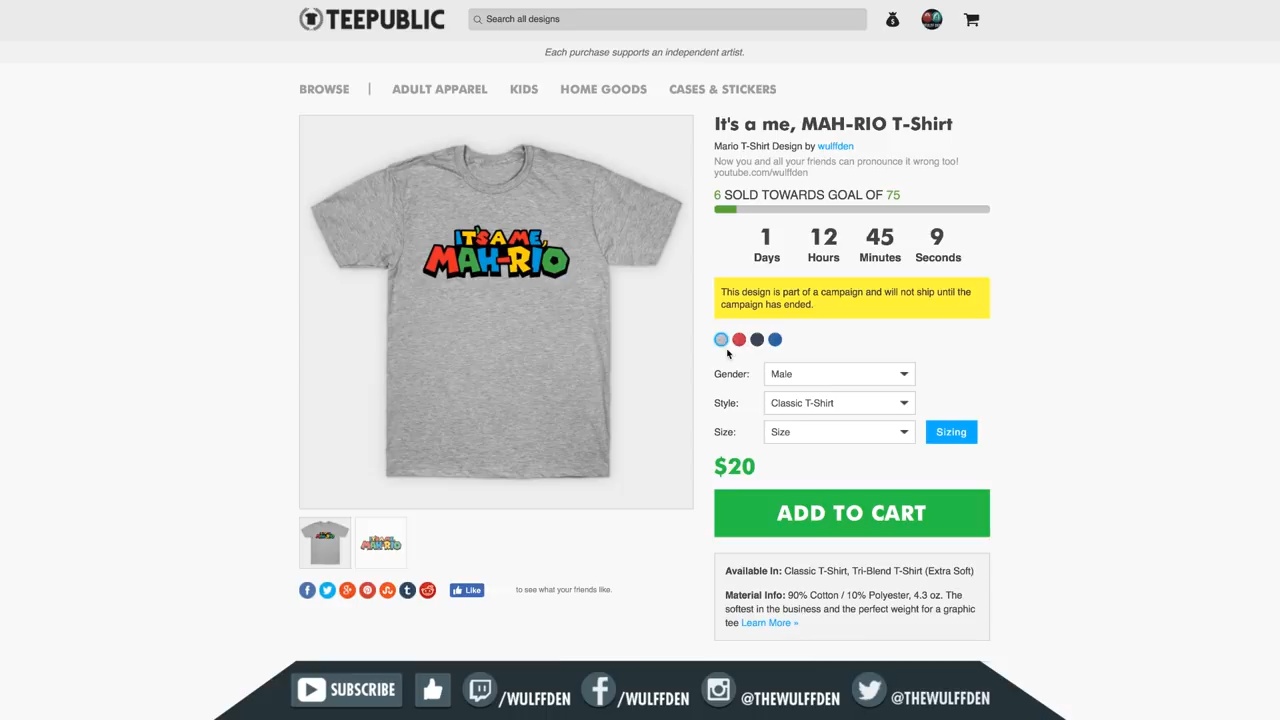 TEEPUBLIC
Search all designs
Each purchase supports an independent artist.
BROWSE | ADULT APPAREL KIDS HOME GOODS CASES & STICKERS
IT'S A ME,
MAH-RIO
It's a me, MAH-RIO T-Shirt
Mario T-Shirt Design by wulffden
Now you and all your friends can pronounce it wrong too!
youtube.com/wulffden
6 SOLD TOWARDS GOAL OF 75
1 12 45 9
Days Hours Minutes Seconds
This design is part of a campaign and will not ship until the
campaign has ended.
Gender: Male
Style: Classic T-Shirt
Size: Size Sizing
$20
ADD TO CART
IT'S A ME,
MAH-RIO
Like to see what your friends like.
Available In: Classic T-Shirt, Tri-Blend T-Shirt (Extra Soft)
Material Info: 90% Cotton / 10% Polyester, 4.3 oz. The
softest in the business and the perfect weight for a graphic
tee Learn More »
SUBSCRIBE /WULFFDEN /WULFFDEN @THEWULFFDEN @THEWULFFDEN